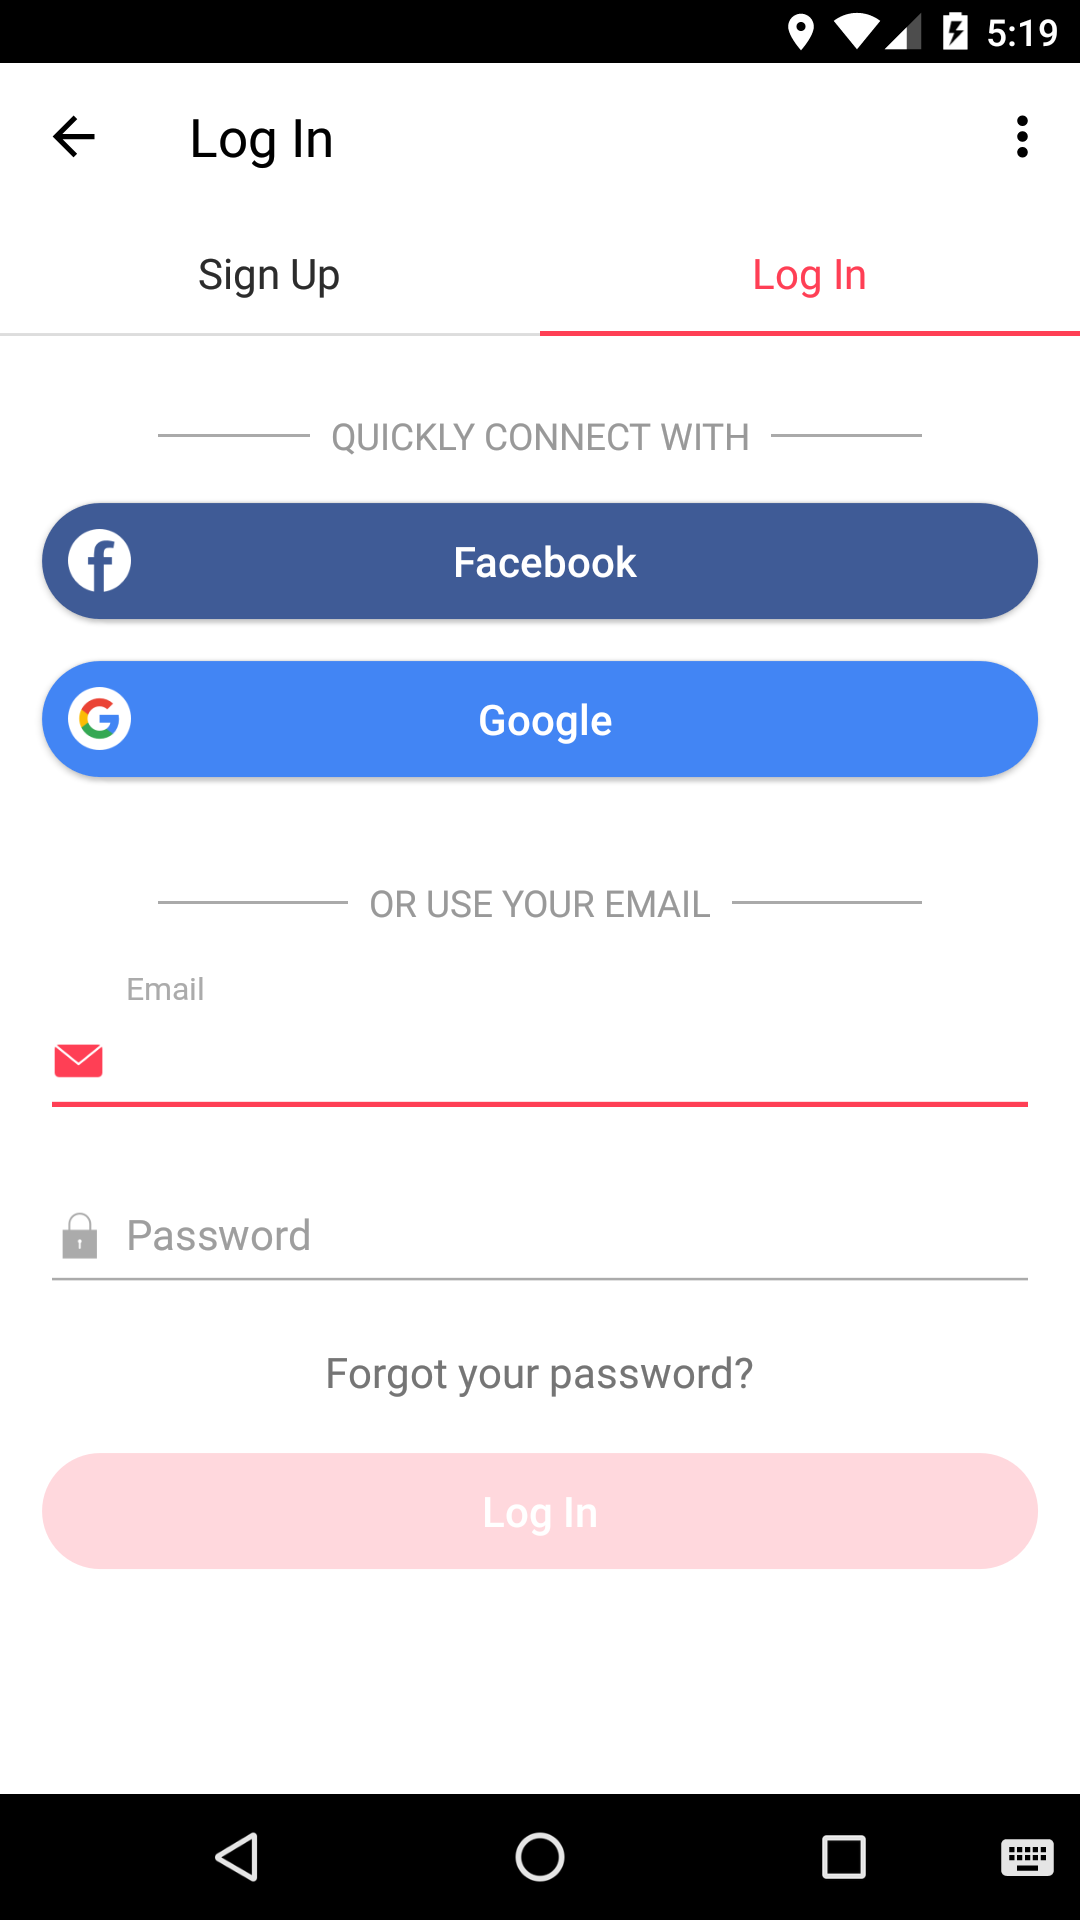 5:19
Log In
Sign Up
Log In
QUICKLY CONNECT WITH
Facebook
Google
OR USE YOUR EMAIL
Email
Password
Forgot your password?
Log In